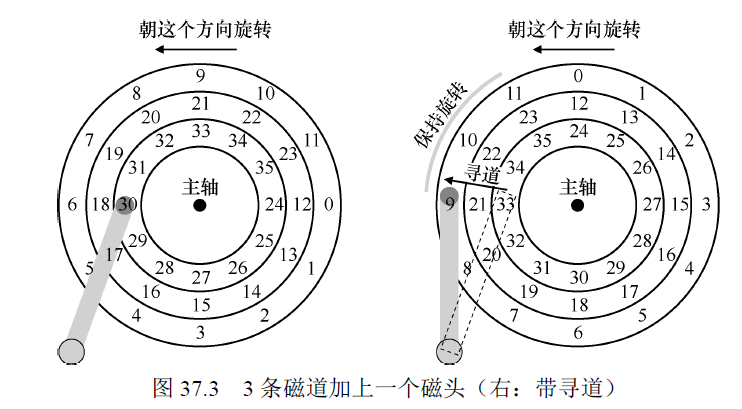 朝这个方向旋转
9
8 10
21
20 22
7 33 11
32 34
19 23
31 35
主轴
6 18 30 24 12 0
29 25
17 13
5 28 26 1
27
16 14
15
4 2
3
朝这个方向旋转
保持旋转
0
11 1
12
23 13
10 24 2
35 25
22 14
34 26
寻道
主轴
9 21 33 27 15 3
32 28
20 16
8 31 29 4
30
19 17
18
7 5
6
图 37.3 3 条磁道加上一个磁头（右：带寻道）